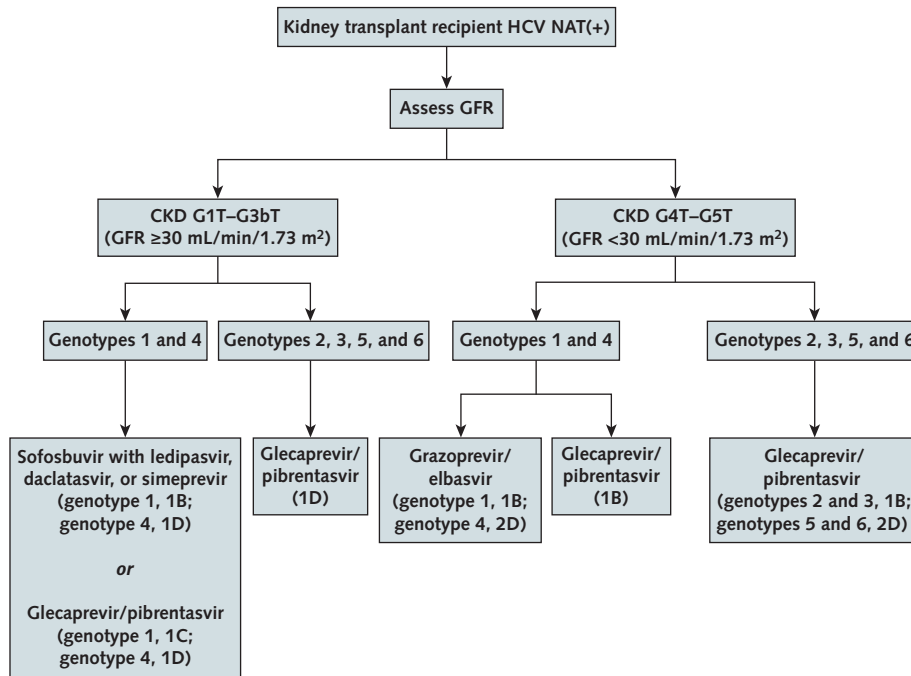 Kidney transplant recipient HCV NAT(+)
Assess GFR
CKD G1T–G3bT
(GFR ≥30 mL/min/1.73 m²)
CKD G4T–G5T
(GFR <30 mL/min/1.73 m²)
Genotypes 1 and 4
Genotypes 2, 3, 5, and 6
Genotypes 1 and 4
Genotypes 2, 3, 5, and 6
Sofosbuvir with ledipasvir,
daclatasvir, or simeprevir
(genotype 1, 1B;
genotype 4, 1D)
or
Glecaprevir/pibrentasvir
(genotype 1, 1C;
genotype 4, 1D)
Glecaprevir/
pibrentasvir
(1D)
Grazoprevir/
elbasvir
(genotype 1, 1B;
genotype 4, 2D)
Glecaprevir/
pibrentasvir
(1B)
Glecaprevir/
pibrentasvir
(genotypes 2 and 3, 1B;
genotypes 5 and 6, 2D)